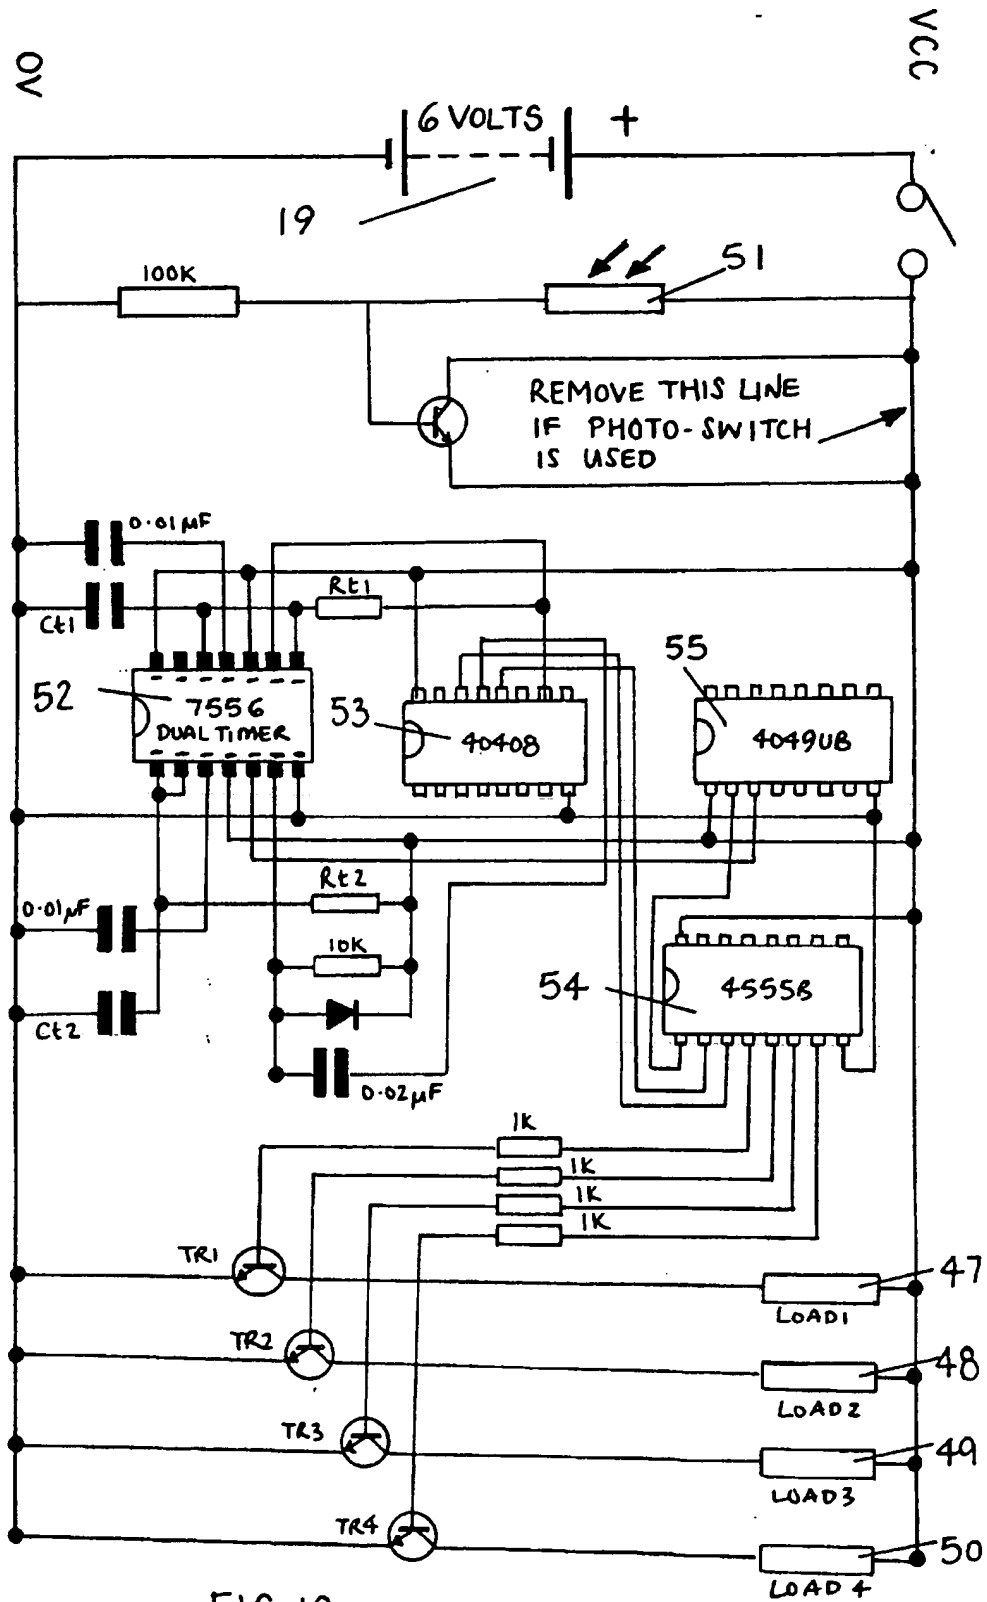 VCC
0V
6 VOLTS +
19
51
100K
REMOVE THIS LINE
IF PHOTO-SWITCH
IS USED
0.01µF
Rt1
Ct1
55
52
53
7556
DUAL TIMER
4040B
4049UB
Rt2
0.01µF
10K
54
4555B
Ct2
0.02µF
1K
1K
1K
1K
TR1
47
LOAD1
TR2
48
LOAD2
TR3
49
LOAD3
TR4
50
LOAD 4